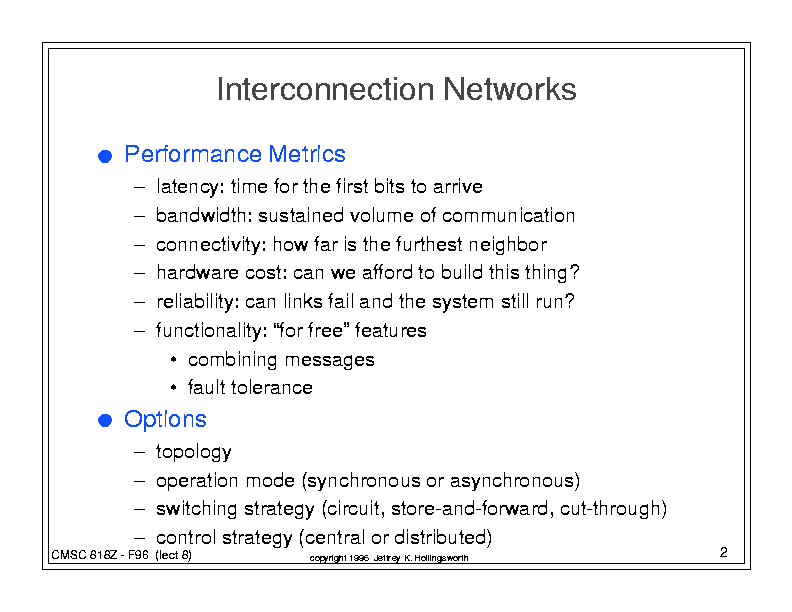 Interconnection Networks
● Performance Metrics
– latency: time for the first bits to arrive
– bandwidth: sustained volume of communication
– connectivity: how far is the furthest neighbor
– hardware cost: can we afford to build this thing?
– reliability: can links fail and the system still run?
– functionality: “for free” features
• combining messages
• fault tolerance
● Options
– topology
– operation mode (synchronous or asynchronous)
– switching strategy (circuit, store-and-forward, cut-through)
– control strategy (central or distributed)
CMSC 818Z - F96 (lect 8)
copyright 1996 Jeffrey K. Hollingsworth
2